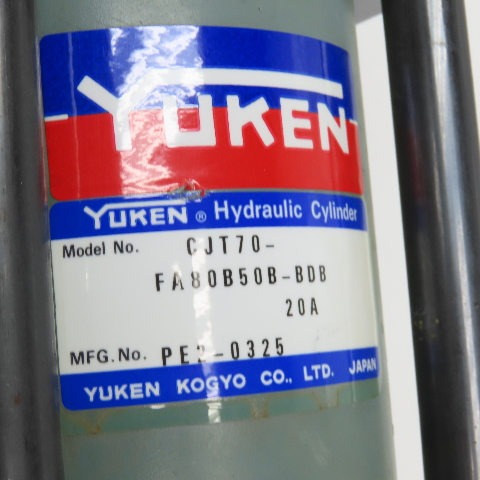 YUKEN
YUKEN ® Hydraulic Cylinder
Model No. CJT70-
FA80B50B-BDB
20A
MFG.No. PE2-0325
YUKEN KOGYO CO., LTD. JAPAN